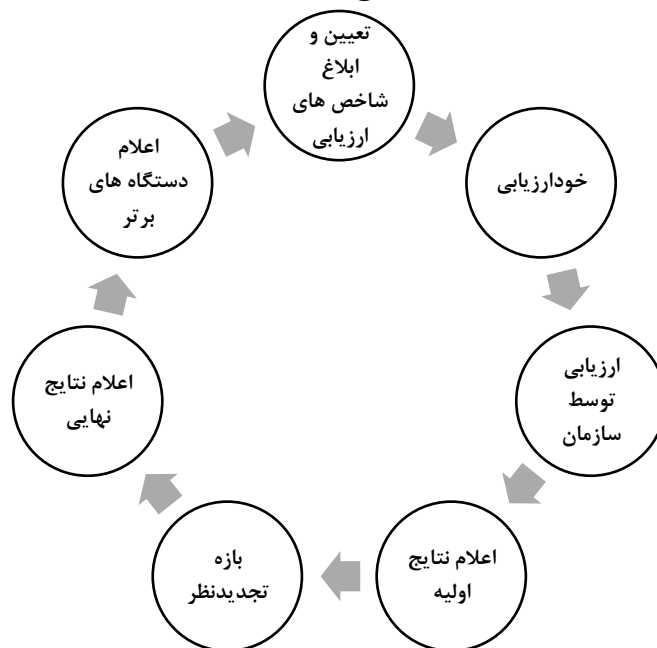 تعیین و
ابلاغ
شاخص های
ارزیابی
خودارزیابی
ارزیابی
توسط
سازمان
اعلام نتایج
اولیه
بازه
تجدیدنظر
اعلام نتایج
نهایی
اعلام
دستگاه های
برتر